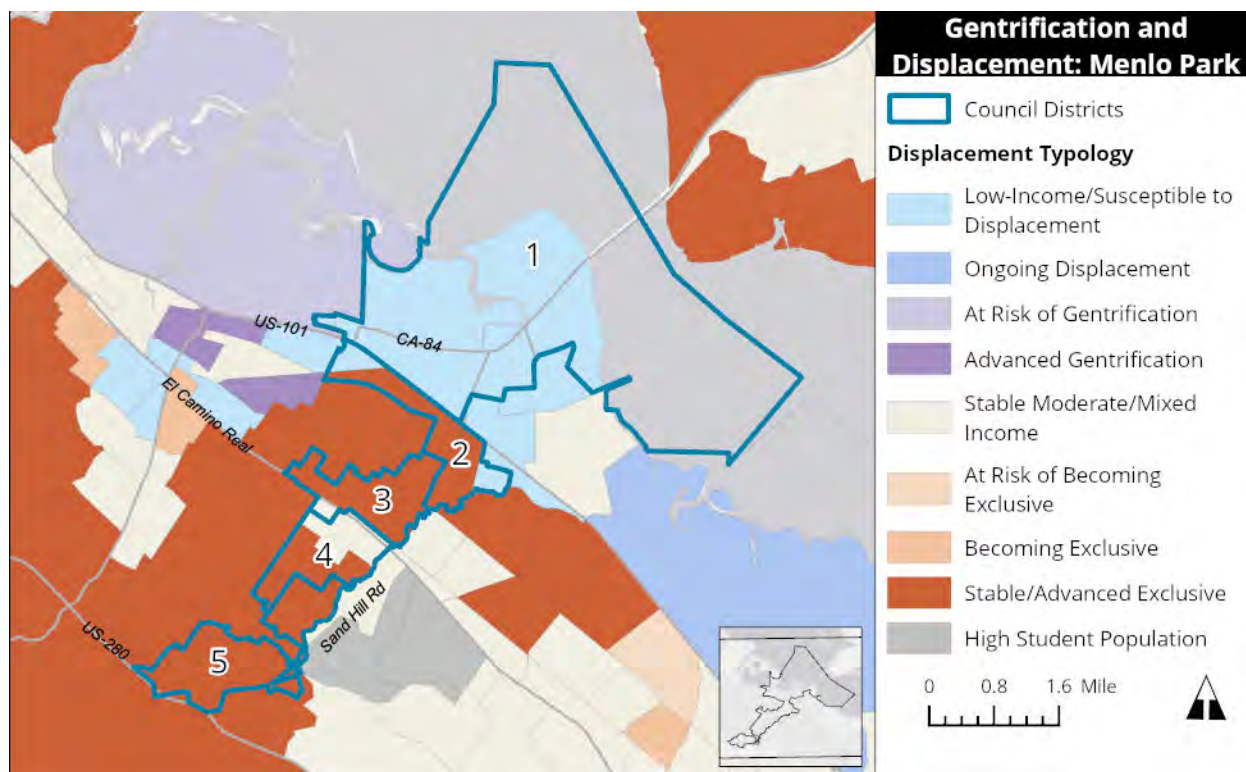 Gentrification and
Displacement: Menlo Park
Council Districts
Displacement Typology
Low-Income/Susceptible to
Displacement
Ongoing Displacement
At Risk of Gentrification
Advanced Gentrification
Stable Moderate/Mixed
Income
At Risk of Becoming
Exclusive
Becoming Exclusive
Stable/Advanced Exclusive
High Student Population
0 0.8 1.6 Mile
1
US-101
CA-84
El Camino Real
2
3
4
Sand Hill Rd
US-280
5